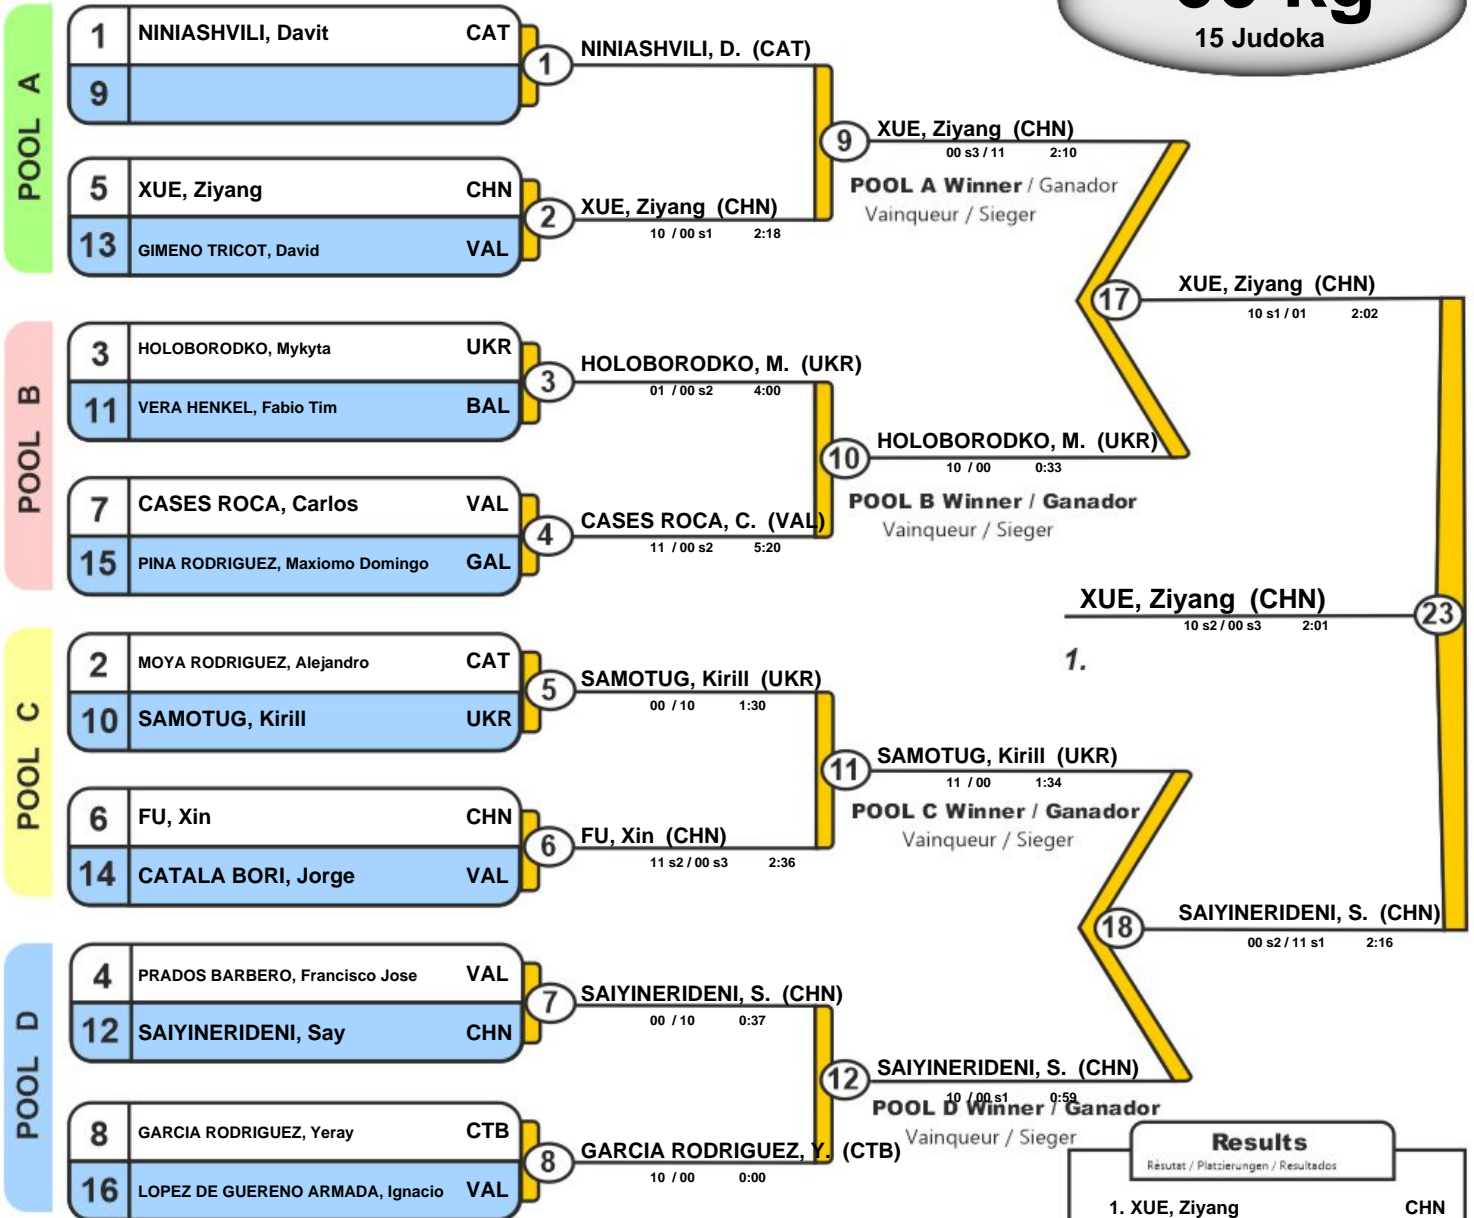 15 Judoka
POOL A
1 NINIASHVILI, Davit CAT
9
1 NINIASHVILI, D. (CAT)
5 XUE, Ziyang CHN
13 GIMENO TRICOT, David VAL
2 XUE, Ziyang (CHN)
10 / 00 s1 2:18
9 XUE, Ziyang (CHN)
00 s3 / 11 2:10
POOL A Winner / Ganador
Vainqueur / Sieger
POOL B
3 HOLOBORODKO, Mykyta UKR
11 VERA HENKEL, Fabio Tim BAL
3 HOLOBORODKO, M. (UKR)
01 / 00 s2 4:00
7 CASES ROCA, Carlos VAL
15 PINA RODRIGUEZ, Maxiomo Domingo GAL
4 CASES ROCA, C. (VAL)
11 / 00 s2 5:20
10 HOLOBORODKO, M. (UKR)
10 / 00 0:33
POOL B Winner / Ganador
Vainqueur / Sieger
17 XUE, Ziyang (CHN)
10 s1 / 01 2:02
POOL C
2 MOYA RODRIGUEZ, Alejandro CAT
10 SAMOTUG, Kirill UKR
5 SAMOTUG, Kirill (UKR)
00 / 10 1:30
6 FU, Xin CHN
14 CATALA BORI, Jorge VAL
6 FU, Xin (CHN)
11 s2 / 00 s3 2:36
11 SAMOTUG, Kirill (UKR)
11 / 00 1:34
POOL C Winner / Ganador
Vainqueur / Sieger
POOL D
4 PRADOS BARBERO, Francisco Jose VAL
12 SAIYINERIDENI, Say CHN
7 SAIYINERIDENI, S. (CHN)
00 / 10 0:37
8 GARCIA RODRIGUEZ, Yeray CTB
16 LOPEZ DE GUERENO ARMADA, Ignacio VAL
8 GARCIA RODRIGUEZ, Y. (CTB)
10 / 00 0:00
12 SAIYINERIDENI, S. (CHN)
10 / 00 s1 0:59
POOL D Winner / Ganador
Vainqueur / Sieger
18 SAIYINERIDENI, S. (CHN)
00 s2 / 11 s1 2:16
XUE, Ziyang (CHN) 23
10 s2 / 00 s3 2:01
1.
Results
Résutat / Platzierungen / Resultados
1. XUE, Ziyang CHN